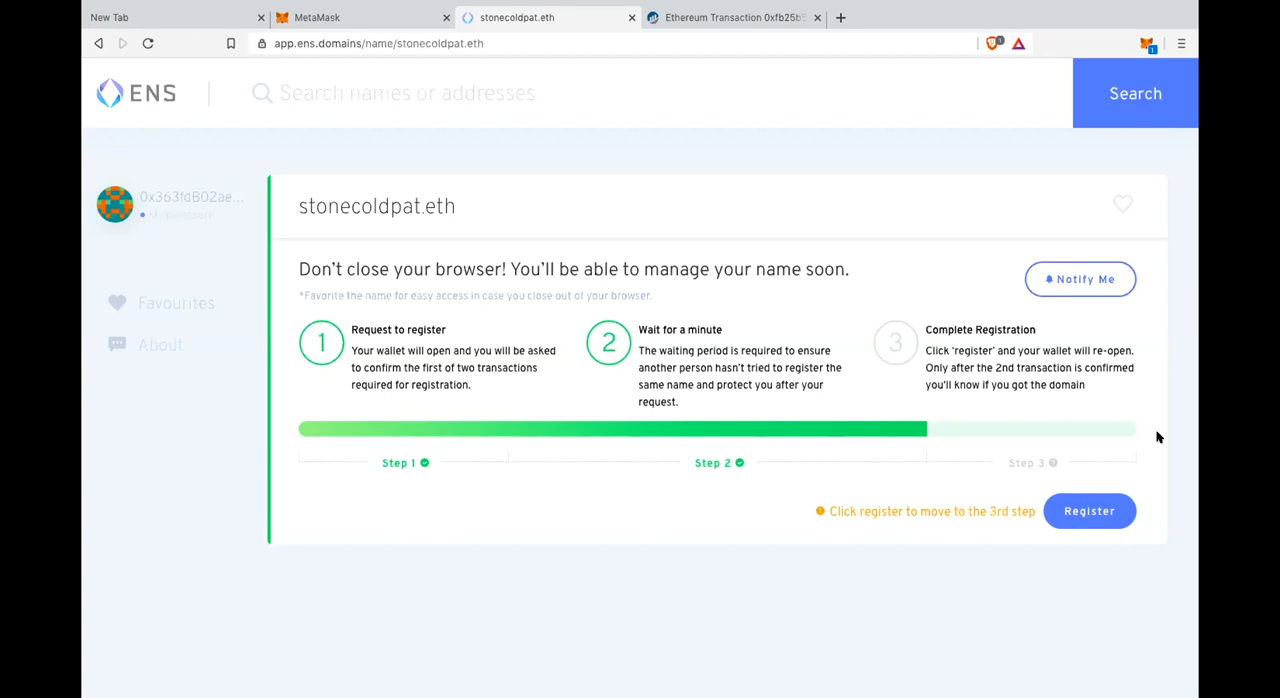 New Tab
MetaMask
stonecoldpat.eth
Ethereum Transaction 0xfb25b5
app.ens.domains/name/stonecoldpat.eth
1
1
ENS
Search names or addresses
Search
0x363fdB02ae...
stonecoldpat.eth
Don't close your browser! You'll be able to manage your name soon.
Notify Me
*Favorite the name for easy access in case you close out of your browser.
Favourites
About
1
Request to register
Your wallet will open and you will be asked
to confirm the first of two transactions
required for registration.
2
Wait for a minute
The waiting period is required to ensure
another person hasn't tried to register the
same name and protect you after your
request.
3
Complete Registration
Click ‘register’ and your wallet will re-open.
Only after the 2nd transaction is confirmed
you'll know if you got the domain
Step 1
Step 2
Step 3 ?
Click register to move to the 3rd step
Register